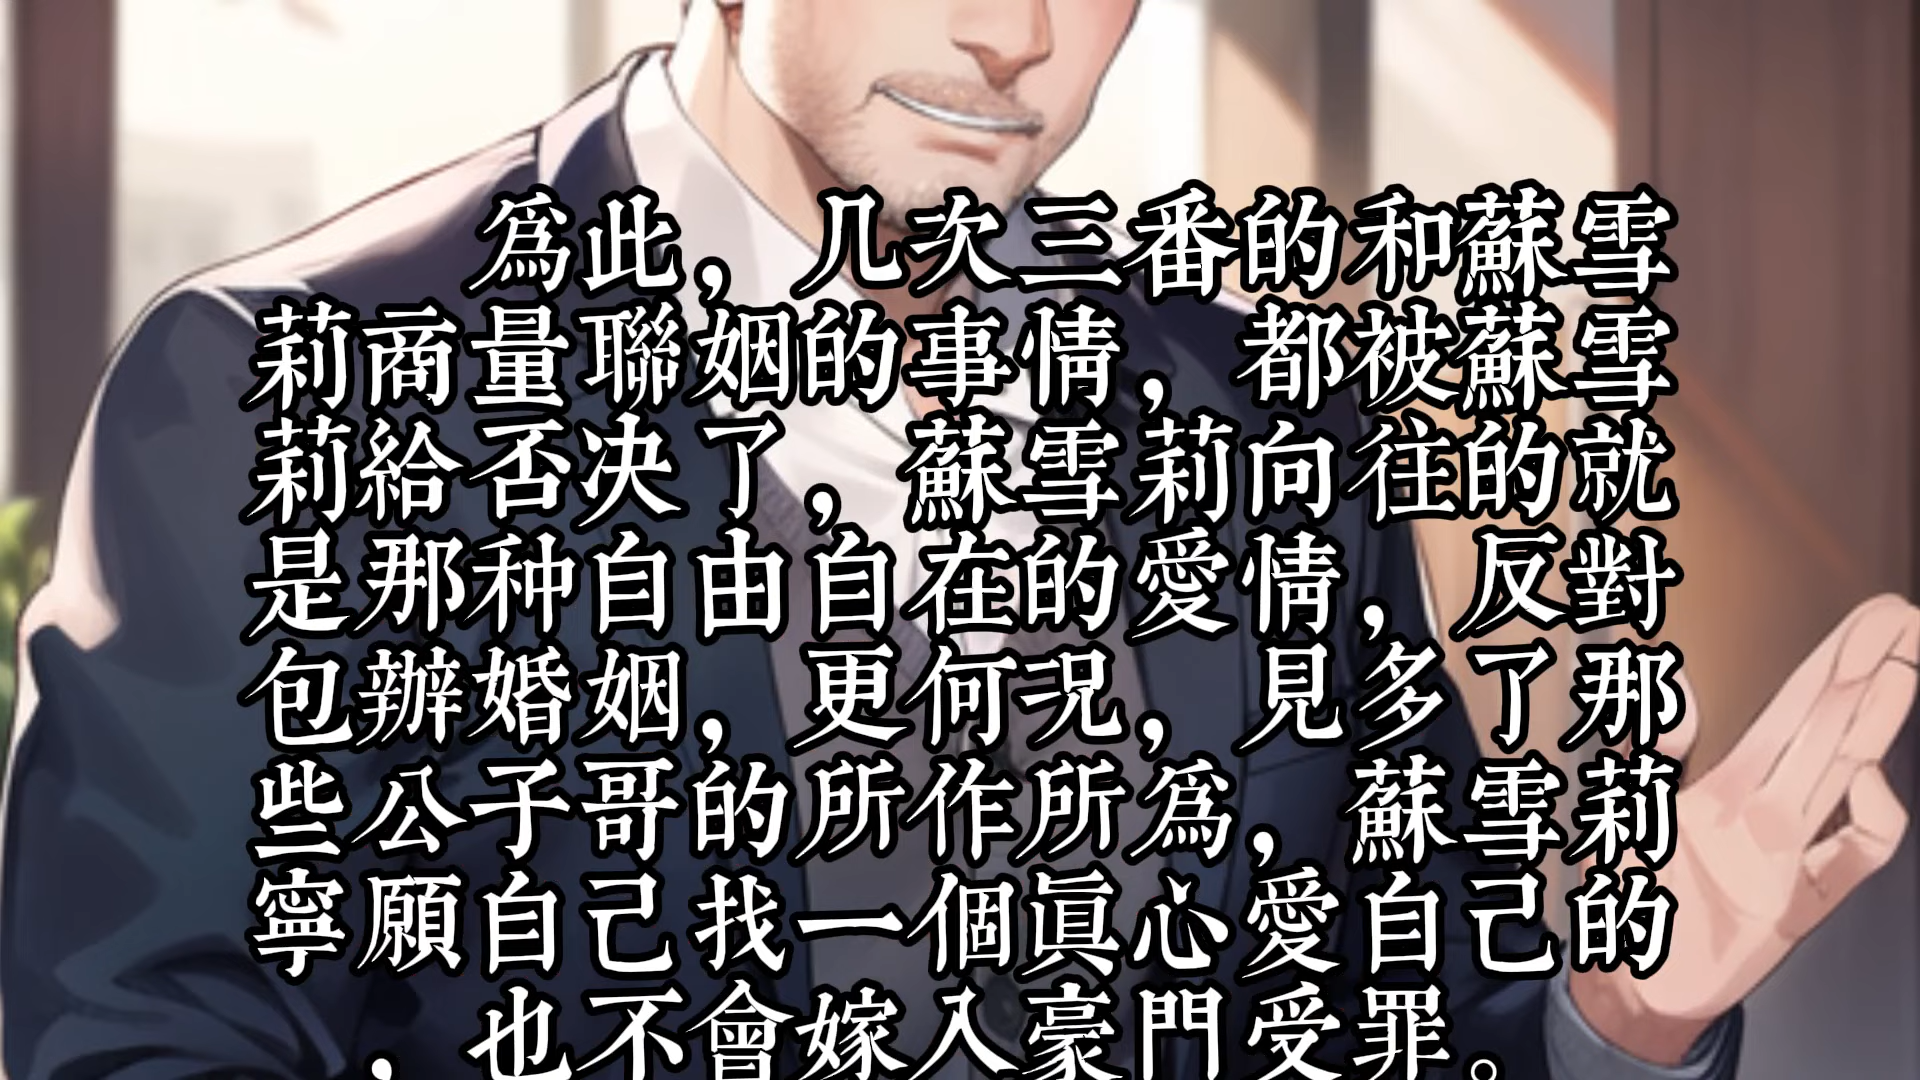 爲此，几次三番的和蘇雪
莉商量聯姻的事情，都被蘇雪
莉給否决了，蘇雪莉向往的就
是那种自由自在的愛情，反對
包辦婚姻，更何况，見多了那
些公子哥的所作所爲，蘇雪莉
寧願自己找一個眞心愛自己的
，也不會嫁入豪門受罪。